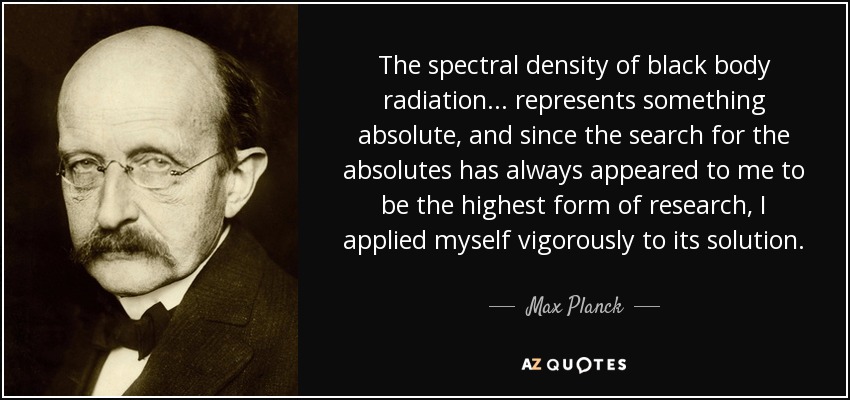 The spectral density of black body
radiation... represents something
absolute, and since the search for the
absolutes has always appeared to me to
be the highest form of research, I
applied myself vigorously to its solution.
Max Planck
AZ QUOTES